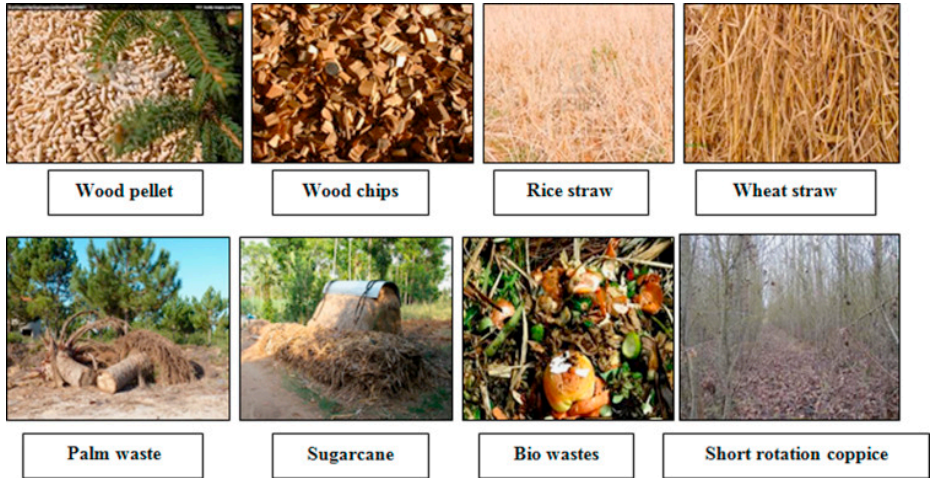 Wood pellet
Wood chips
Rice straw
Wheat straw
Palm waste
Sugarcane
Bio wastes
Short rotation coppice